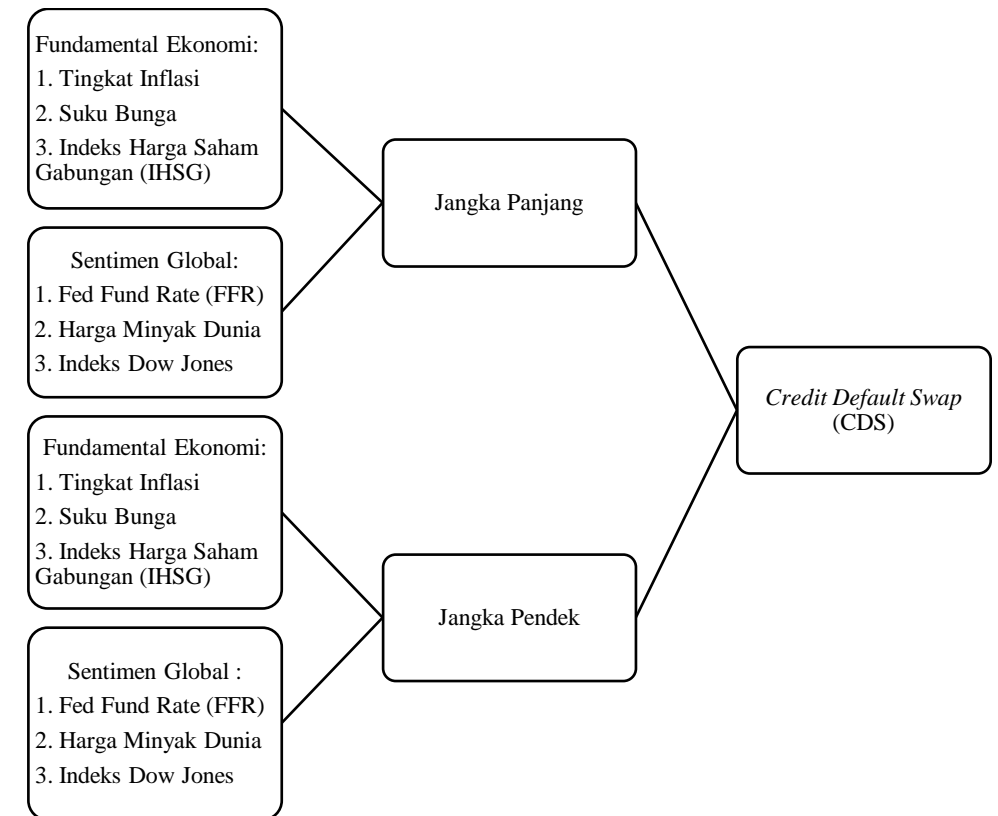 Fundamental Ekonomi:
1. Tingkat Inflasi
2. Suku Bunga
3. Indeks Harga Saham
Gabungan (IHSG)
Sentimen Global:
1. Fed Fund Rate (FFR)
2. Harga Minyak Dunia
3. Indeks Dow Jones
Jangka Panjang
Fundamental Ekonomi:
1. Tingkat Inflasi
2. Suku Bunga
3. Indeks Harga Saham
Gabungan (IHSG)
Sentimen Global :
1. Fed Fund Rate (FFR)
2. Harga Minyak Dunia
3. Indeks Dow Jones
Jangka Pendek
Credit Default Swap
(CDS)